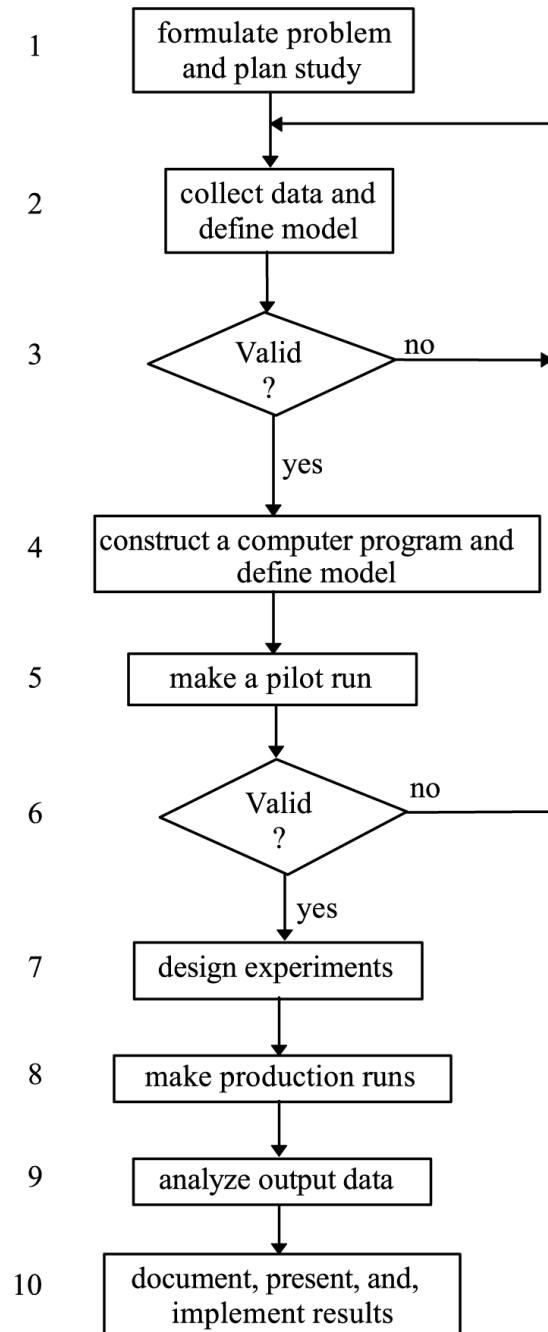 1
formulate problem
and plan study
2
collect data and
define model
3
Valid
?
no
yes
4
construct a computer program and
define model
5
make a pilot run
6
Valid
?
no
yes
7
design experiments
8
make production runs
9
analyze output data
10
document, present, and,
implement results